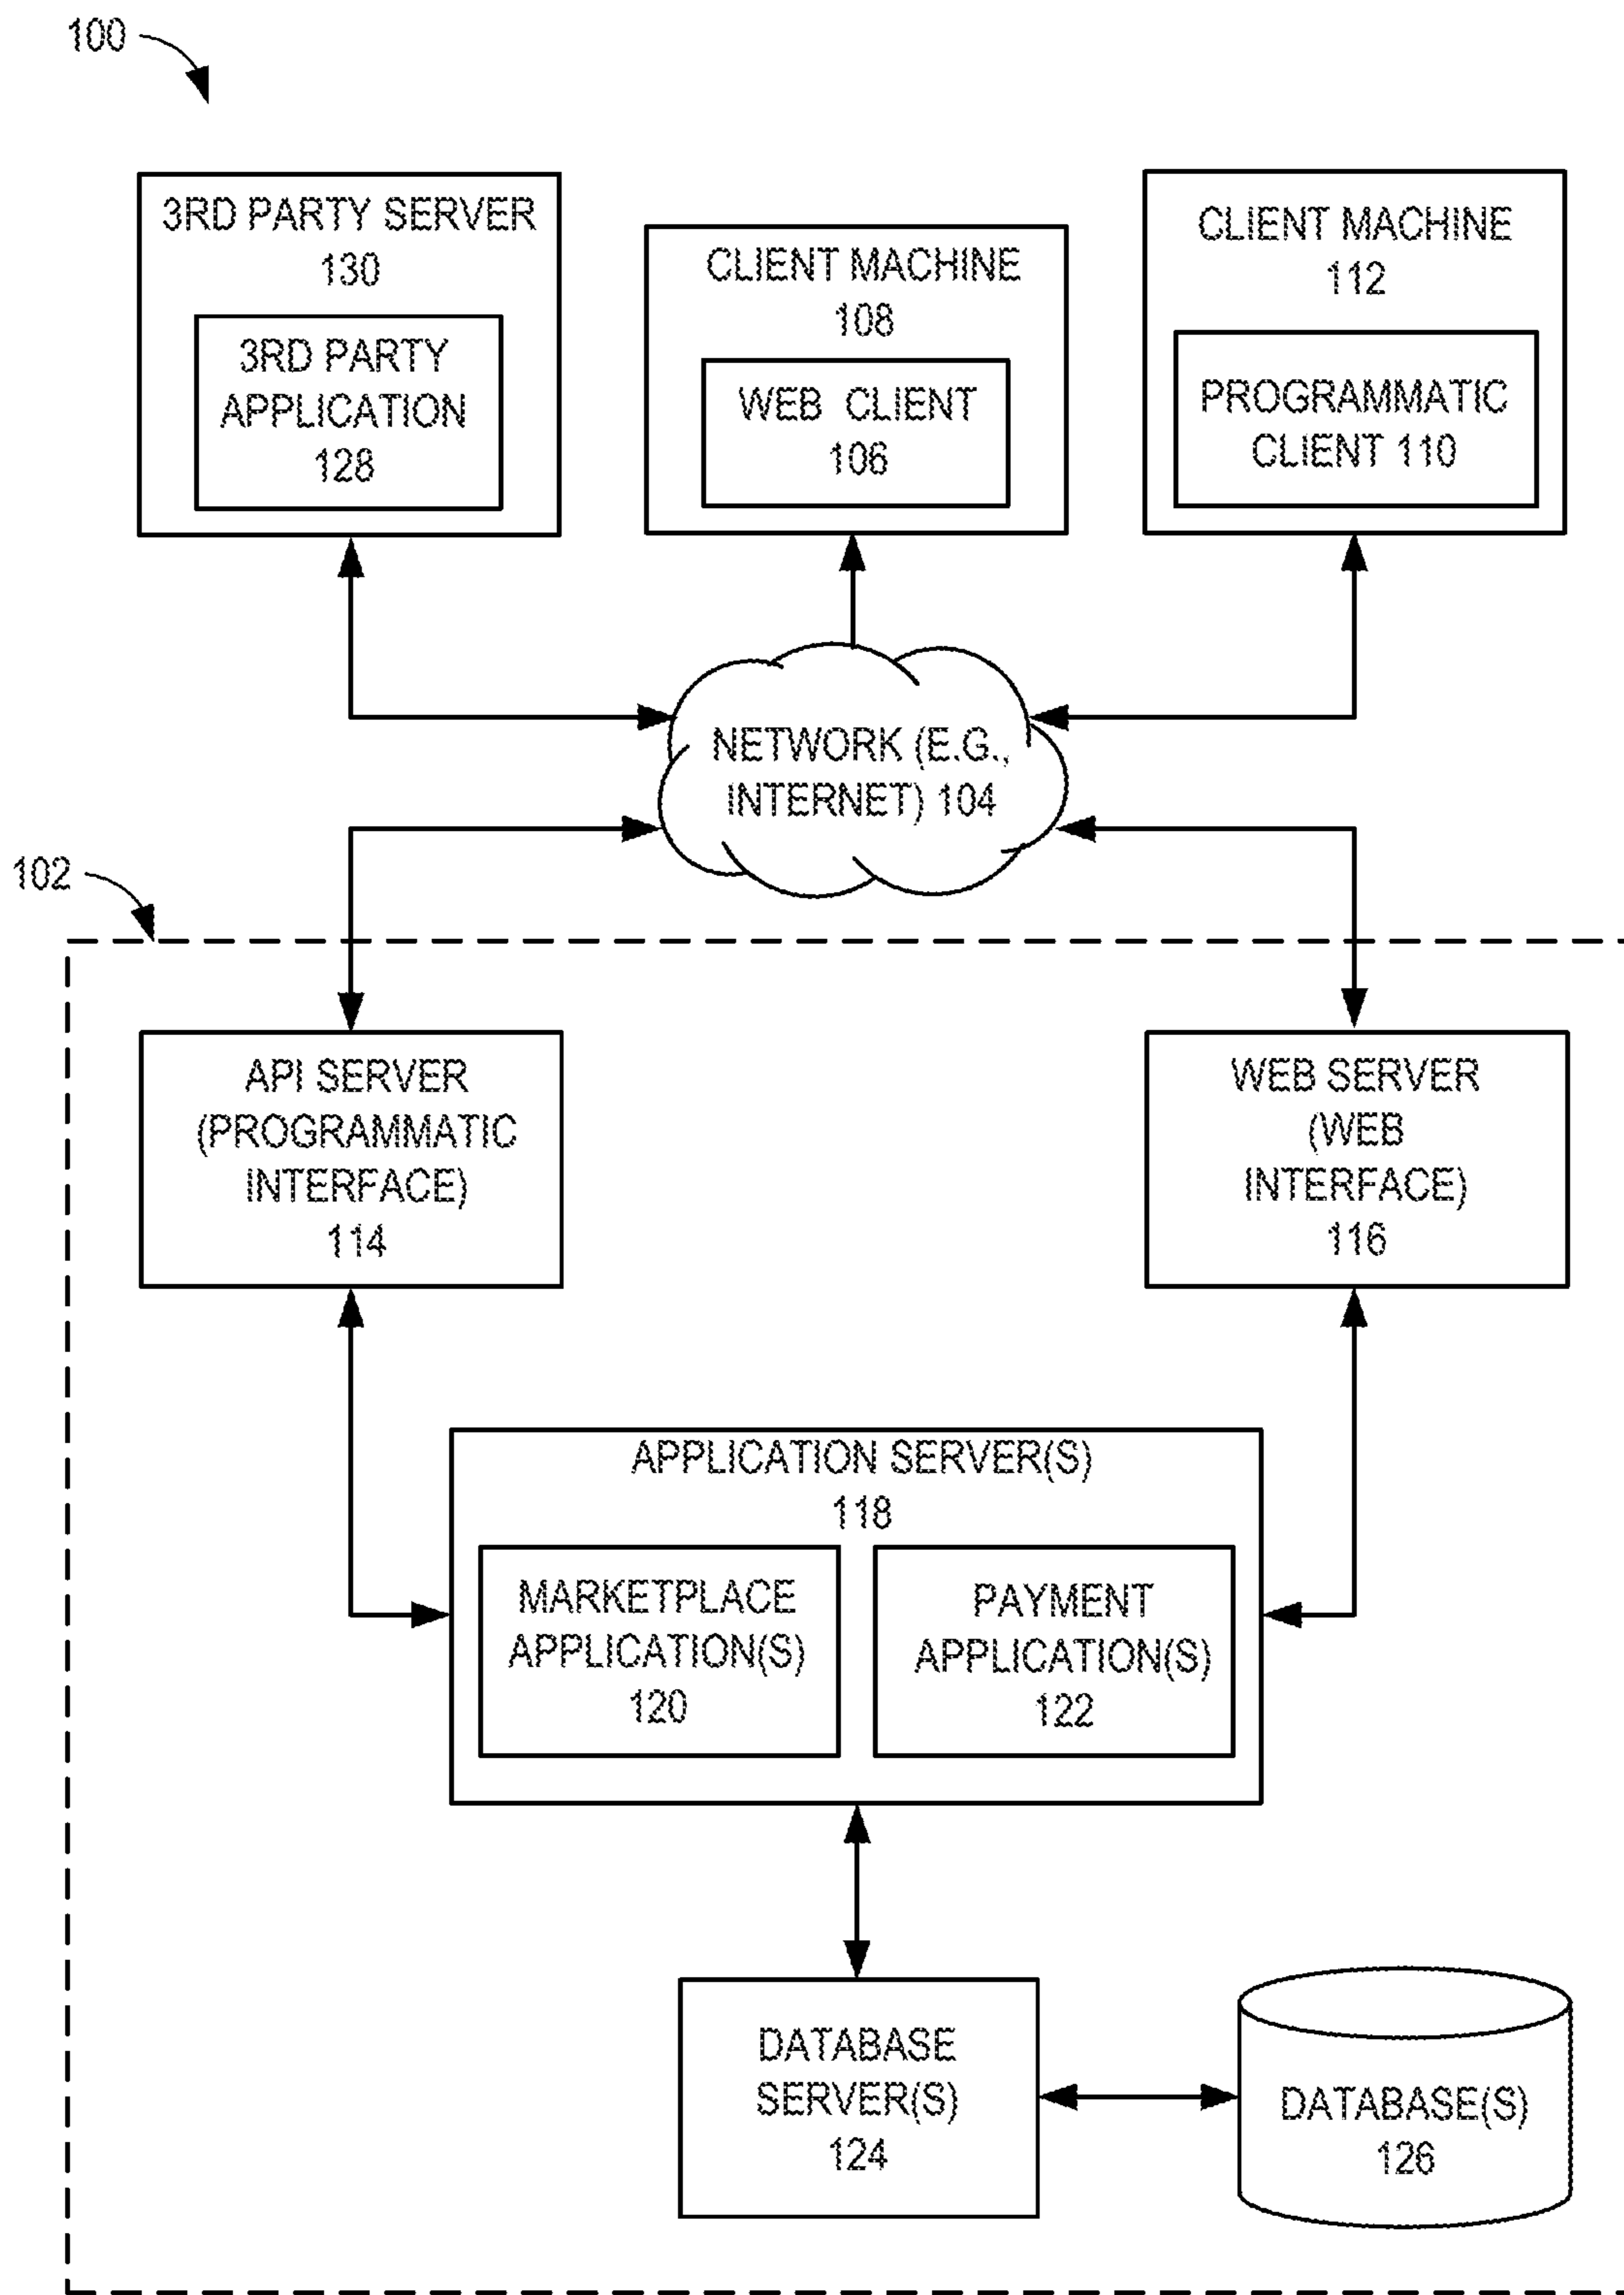 100
3RD PARTY SERVER
130
3RD PARTY
APPLICATION
128
CLIENT MACHINE
108
WEB CLIENT
106
CLIENT MACHINE
112
PROGRAMMATIC
CLIENT 110
NETWORK (E.G.,
INTERNET) 104
102
API SERVER
(PROGRAMMATIC
INTERFACE)
114
WEB SERVER
(WEB
INTERFACE)
116
APPLICATION SERVER(S)
118
MARKETPLACE
APPLICATION(S)
120
PAYMENT
APPLICATION(S)
122
DATABASE
SERVER(S)
124
DATABASE(S)
126